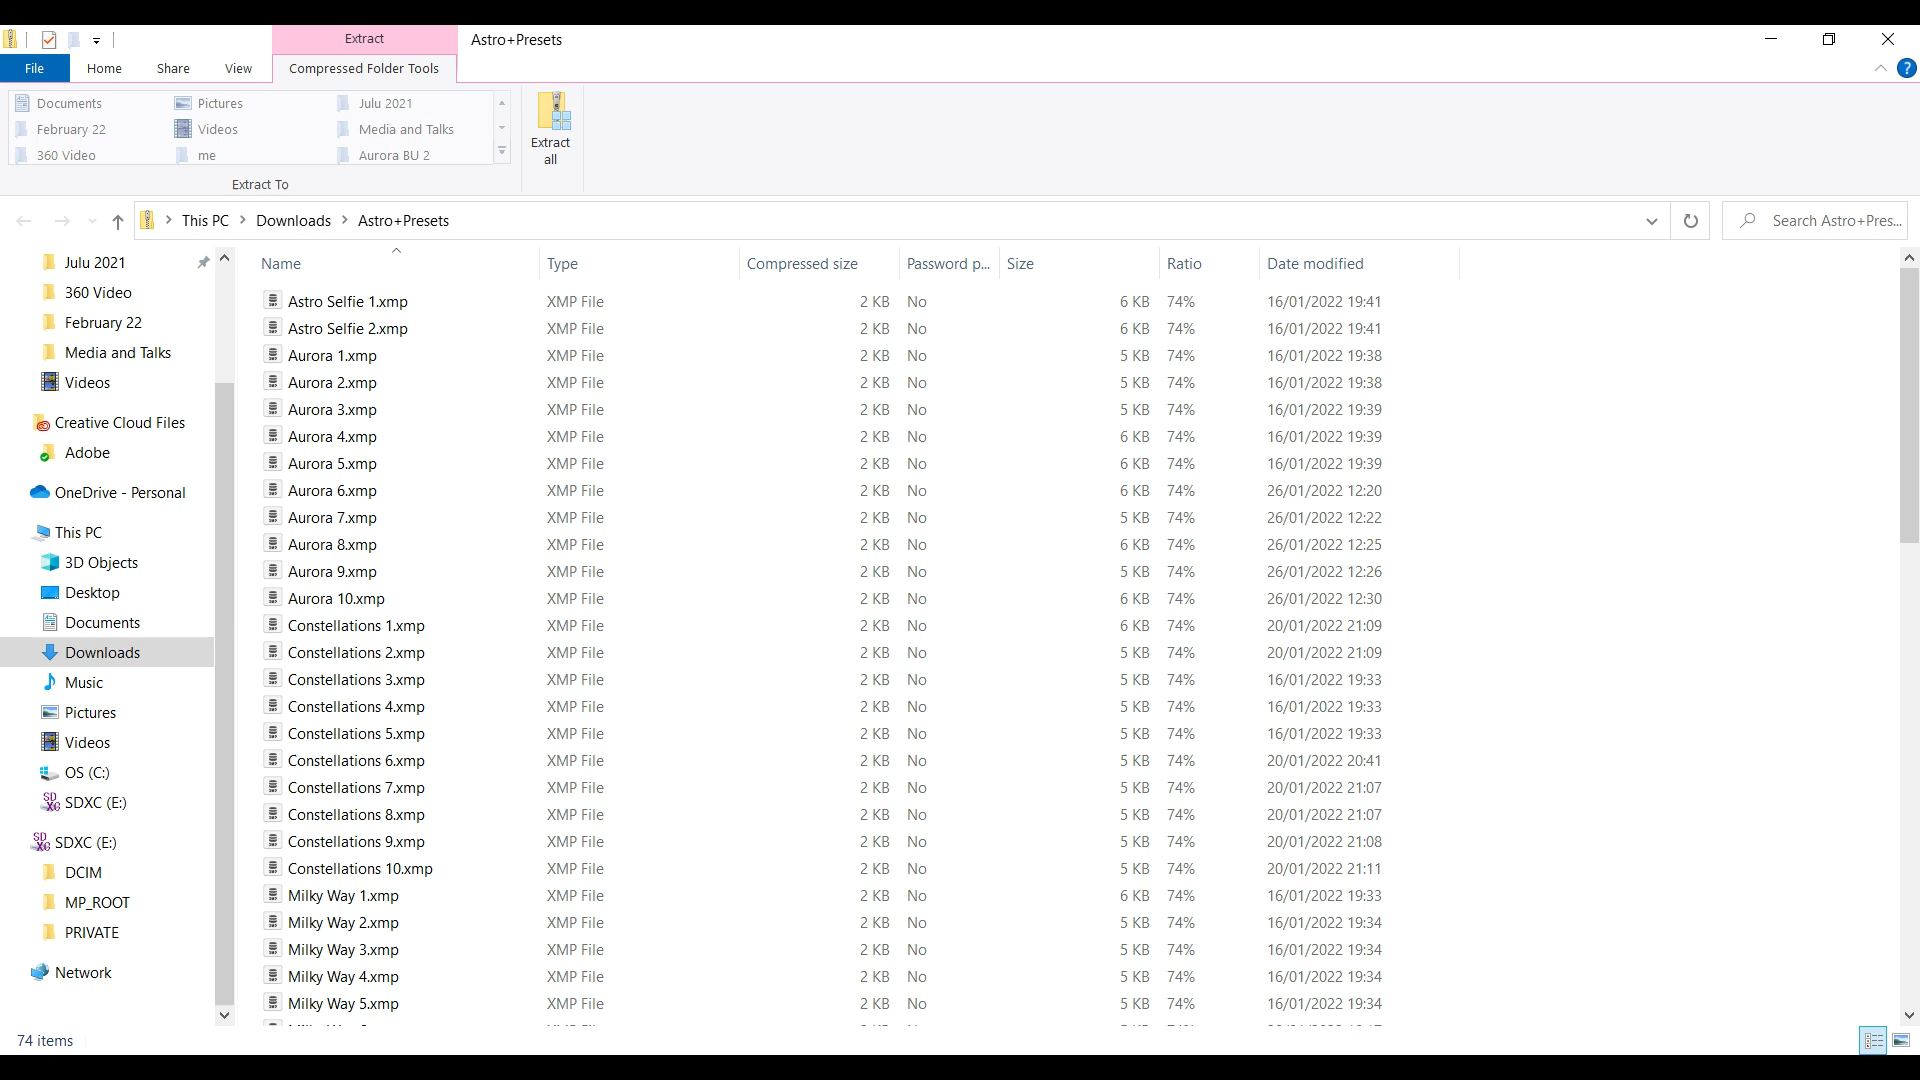 Extract
Astro+Presets
File
Home
Share
View
Compressed Folder Tools
?
Documents
Pictures
Julu 2021
February 22
Videos
Media and Talks
360 Video
me
Aurora BU 2
Extract To
Extract
all
This PC
Downloads
Astro+Presets
Search Astro+Pres...
Julu 2021
360 Video
February 22
Media and Talks
Videos
Creative Cloud Files
Adobe
OneDrive - Personal
This PC
3D Objects
Desktop
Documents
Downloads
Music
Pictures
Videos
OS (C:)
SDXC (E:)
SDXC (E:)
DCIM
MP_ROOT
PRIVATE
Network
Name Type Compressed size Password p... Size Ratio Date modified
Astro Selfie 1.xmp XMP File 2 KB No 6 KB 74% 16/01/2022 19:41
Astro Selfie 2.xmp XMP File 2 KB No 6 KB 74% 16/01/2022 19:41
Aurora 1.xmp XMP File 2 KB No 5 KB 74% 16/01/2022 19:38
Aurora 2.xmp XMP File 2 KB No 5 KB 74% 16/01/2022 19:38
Aurora 3.xmp XMP File 2 KB No 5 KB 74% 16/01/2022 19:39
Aurora 4.xmp XMP File 2 KB No 6 KB 74% 16/01/2022 19:39
Aurora 5.xmp XMP File 2 KB No 6 KB 74% 16/01/2022 19:39
Aurora 6.xmp XMP File 2 KB No 6 KB 74% 26/01/2022 12:20
Aurora 7.xmp XMP File 2 KB No 5 KB 74% 26/01/2022 12:22
Aurora 8.xmp XMP File 2 KB No 6 KB 74% 26/01/2022 12:25
Aurora 9.xmp XMP File 2 KB No 5 KB 74% 26/01/2022 12:26
Aurora 10.xmp XMP File 2 KB No 6 KB 74% 26/01/2022 12:30
Constellations 1.xmp XMP File 2 KB No 6 KB 74% 20/01/2022 21:09
Constellations 2.xmp XMP File 2 KB No 5 KB 74% 20/01/2022 21:09
Constellations 3.xmp XMP File 2 KB No 5 KB 74% 16/01/2022 19:33
Constellations 4.xmp XMP File 2 KB No 5 KB 74% 16/01/2022 19:33
Constellations 5.xmp XMP File 2 KB No 5 KB 74% 16/01/2022 19:33
Constellations 6.xmp XMP File 2 KB No 5 KB 74% 20/01/2022 20:41
Constellations 7.xmp XMP File 2 KB No 5 KB 74% 20/01/2022 21:07
Constellations 8.xmp XMP File 2 KB No 5 KB 74% 20/01/2022 21:07
Constellations 9.xmp XMP File 2 KB No 5 KB 74% 20/01/2022 21:08
Constellations 10.xmp XMP File 2 KB No 5 KB 74% 20/01/2022 21:11
Milky Way 1.xmp XMP File 2 KB No 6 KB 74% 16/01/2022 19:33
Milky Way 2.xmp XMP File 2 KB No 5 KB 74% 16/01/2022 19:34
Milky Way 3.xmp XMP File 2 KB No 5 KB 74% 16/01/2022 19:34
Milky Way 4.xmp XMP File 2 KB No 5 KB 74% 16/01/2022 19:34
Milky Way 5.xmp XMP File 2 KB No 5 KB 74% 16/01/2022 19:34
74 items